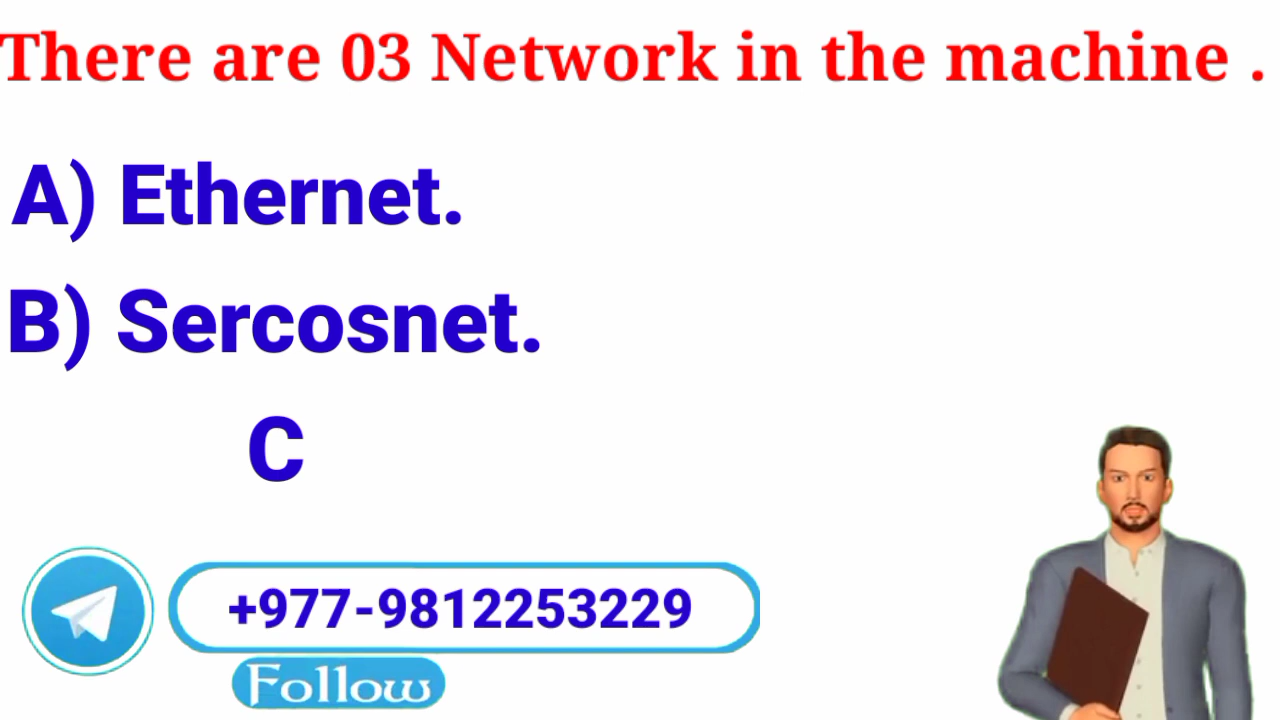 There are 03 Network in the machine .
A) Ethernet.
B) Sercosnet.
C
+977-9812253229
Follow